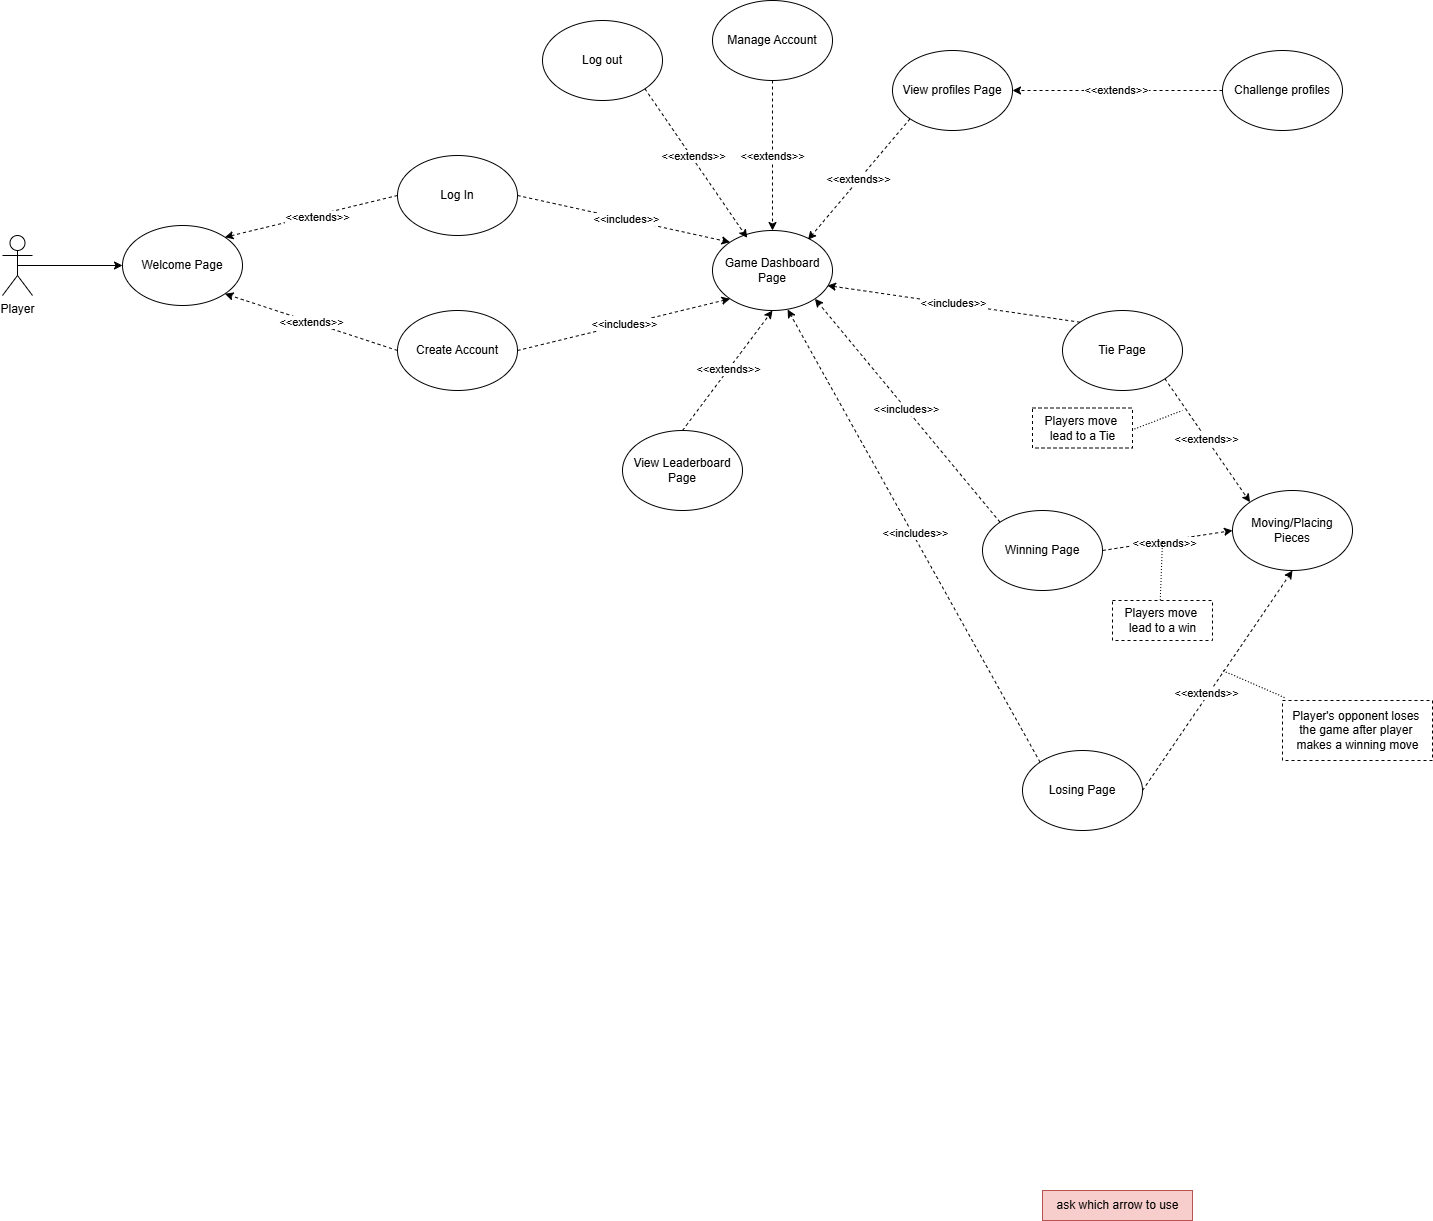 Manage Account
Log out
View profiles Page
<<extends>>
Challenge profiles
<<extends>>
<<extends>>
<<extends>>
Log In
<<extends>>
<<includes>>
Welcome Page
Player
Game Dashboard
Page
<<extends>>
<<includes>>
Create Account
<<includes>>
Tie Page
<<extends>>
<<includes>>
Players move
lead to a Tie
<<extends>>
View Leaderboard
Page
<<includes>>
Winning Page
<<extends>>
Moving/Placing
Pieces
Players move
lead to a win
<<extends>>
Player's opponent loses
the game after player
makes a winning move
Losing Page
ask which arrow to use